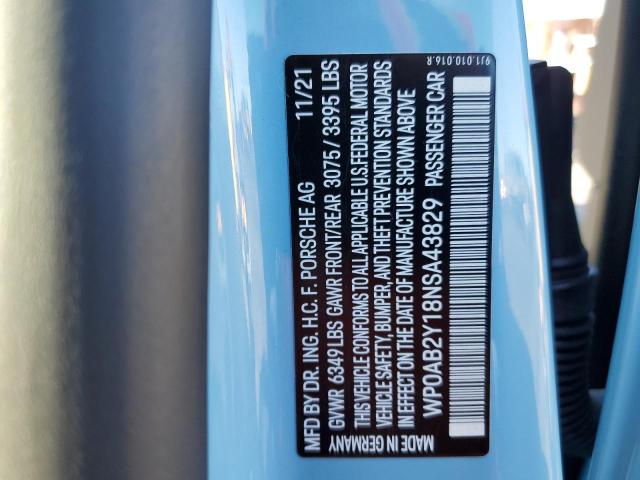 9J1.010.016.R
MFD BY DR. ING. H.C. F. PORSCHE AG 11/21
GVWR 6349 LBS GAWR FRONT/REAR 3075/3395 LBS
THIS VEHICLE CONFORMS TO ALL APPLICABLE U.S.FEDERAL MOTOR
VEHICLE SAFETY, BUMPER, AND THEFT PREVENTION STANDARDS
IN EFFECT ON THE DATE OF MANUFACTURE SHOWN ABOVE
WP0AB2Y18NSA43829 PASSENGER CAR
MADE IN GERMANY